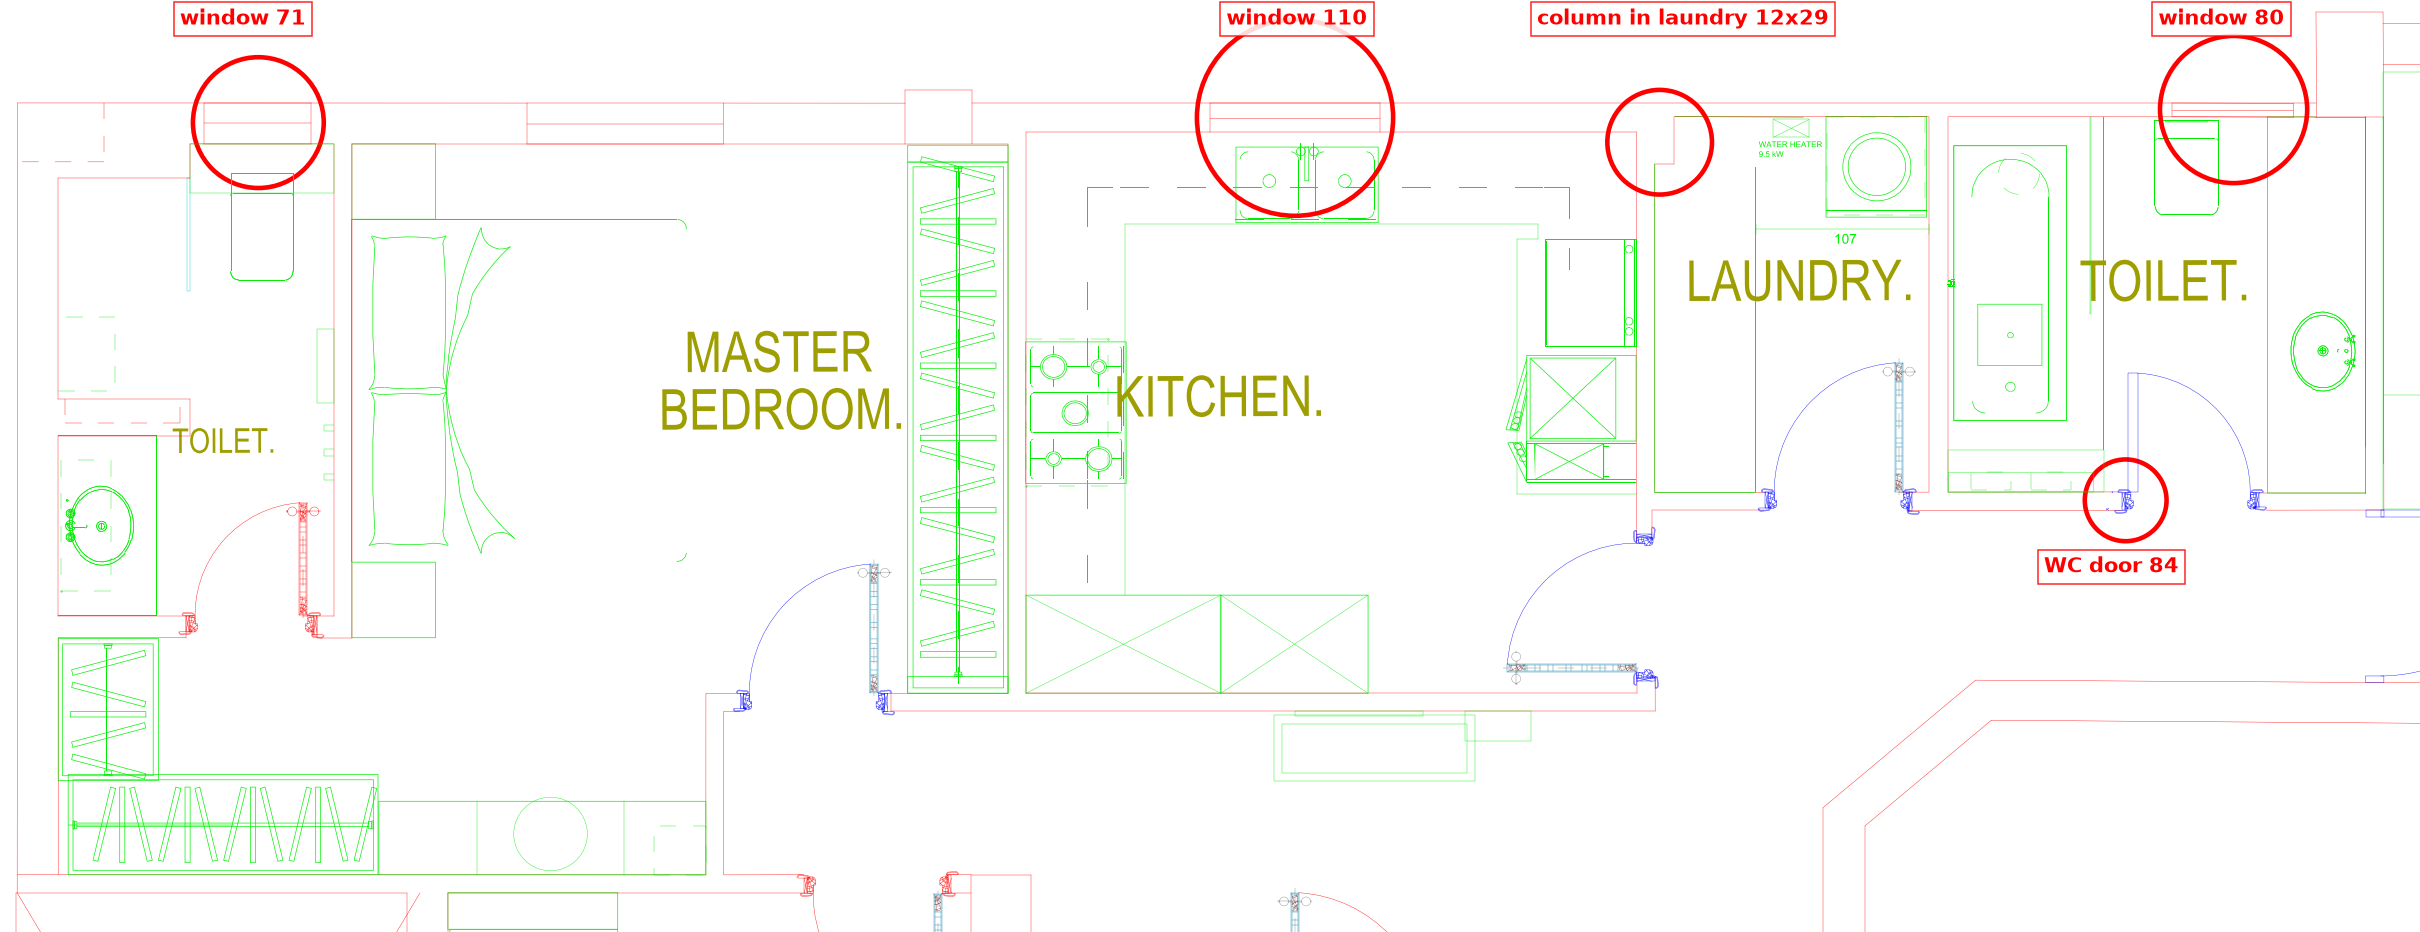 window 71
window 110
column in laundry 12x29
window 80
WATER HEATER
9.5 kW
107
LAUNDRY.
TOILET.
MASTER
BEDROOM.
KITCHEN.
TOILET.
WC door 84